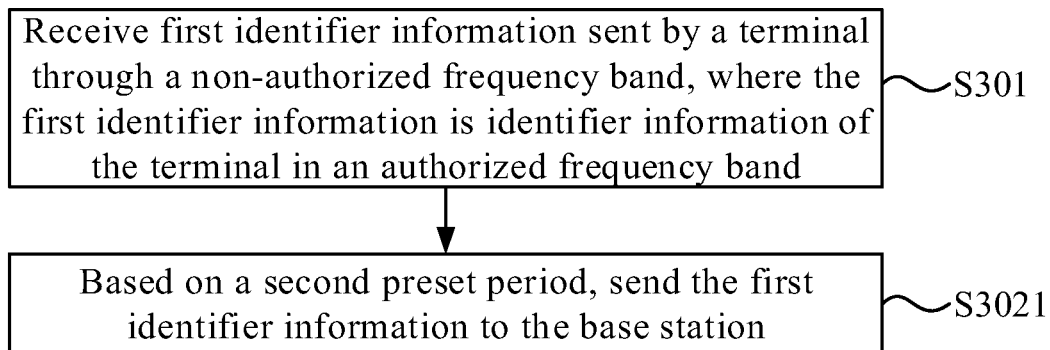 Receive first identifier information sent by a terminal
through a non-authorized frequency band, where the
first identifier information is identifier information of
the terminal in an authorized frequency band
S301
Based on a second preset period, send the first
identifier information to the base station
S3021